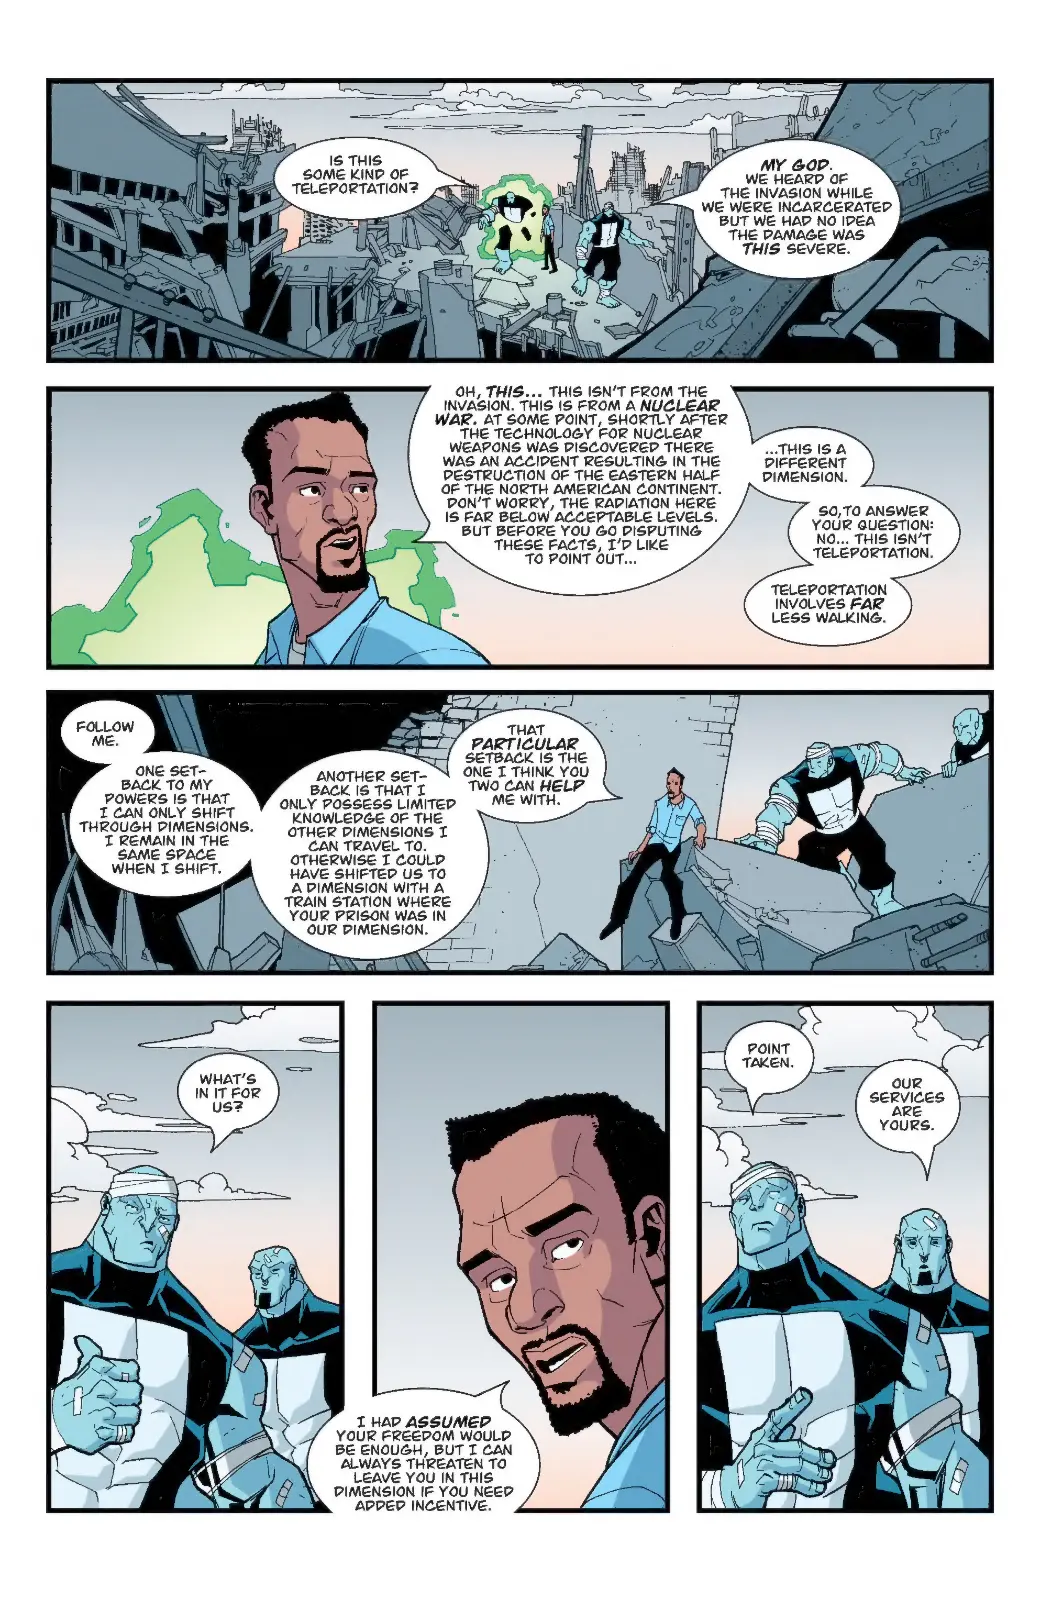 IS THIS
SOME KIND OF
TELEPORTATION?
MY GOD.
WE HEARD OF
THE INVASION WHILE
WE WERE INCARCERATED
BUT WE HAD NO IDEA
THE DAMAGE WAS
THIS SEVERE.
OH, THIS... THIS ISN'T FROM THE
INVASION. THIS IS FROM A NUCLEAR
WAR. AT SOME POINT, SHORTLY AFTER
THE TECHNOLOGY FOR NUCLEAR
WEAPONS WAS DISCOVERED THERE
WAS AN ACCIDENT RESULTING IN THE
DESTRUCTION OF THE EASTERN HALF
OF THE NORTH AMERICAN CONTINENT.
DON'T WORRY, THE RADIATION HERE
IS FAR BELOW ACCEPTABLE LEVELS.
BUT BEFORE YOU GO DISPUTING
THESE FACTS, I'D LIKE
TO POINT OUT...
...THIS IS A
DIFFERENT
DIMENSION.
SO, TO ANSWER
YOUR QUESTION:
NO... THIS ISN'T
TELEPORTATION.
TELEPORTATION
INVOLVES FAR
LESS WALKING.
FOLLOW
ME.
ONE SET-
BACK TO MY
POWERS IS THAT
I CAN ONLY SHIFT
THROUGH DIMENSIONS.
I REMAIN IN THE
SAME SPACE
WHEN I SHIFT.
ANOTHER SET-
BACK IS THAT I
ONLY POSSESS LIMITED
KNOWLEDGE OF THE
OTHER DIMENSIONS I
CAN TRAVEL TO.
OTHERWISE I COULD
HAVE SHIFTED US TO
A DIMENSION WITH A
TRAIN STATION WHERE
YOUR PRISON WAS IN
OUR DIMENSION.
THAT
PARTICULAR
SETBACK IS THE
ONE I THINK YOU
TWO CAN HELP
ME WITH.
WHAT'S
IN IT FOR
US?
I HAD ASSUMED
YOUR FREEDOM WOULD
BE ENOUGH, BUT I CAN
ALWAYS THREATEN TO
LEAVE YOU IN THIS
DIMENSION IF YOU NEED
ADDED INCENTIVE.
POINT
TAKEN.
OUR
SERVICES
ARE
YOURS.